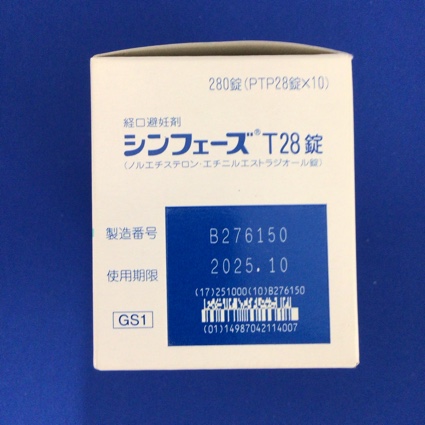 280錠(PTP28錠×10)
経口避妊剤
シンフェーズ®T28錠
(ノルエチステロン・エチニルエストラジオール錠)
製造番号 B276150
使用期限 2025.10
(17)251000(10)B276150
GS1
(01)14987042114007